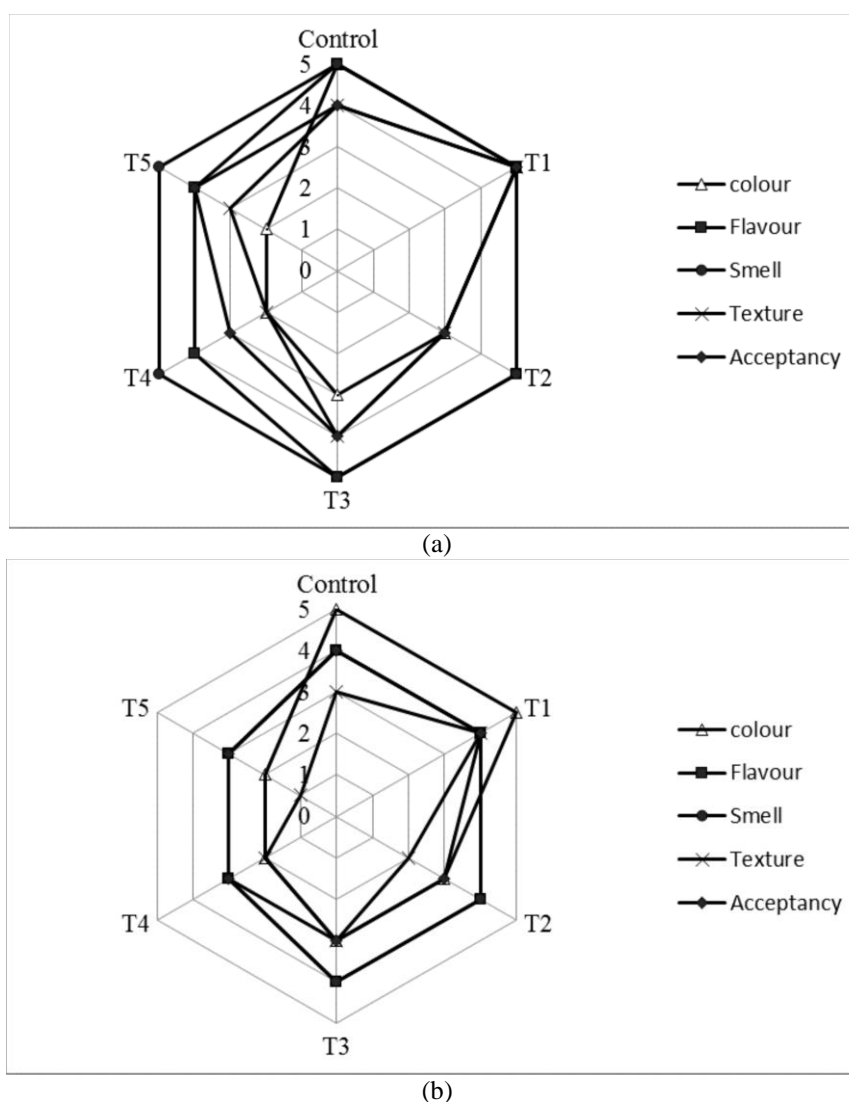 Control
5
4
3
2
1
0
T1
T2
T3
T4
T5
colour
Flavour
Smell
Texture
Acceptancy
(a)
Control
5
4
3
2
1
0
T1
T2
T3
T4
T5
colour
Flavour
Smell
Texture
Acceptancy
(b)